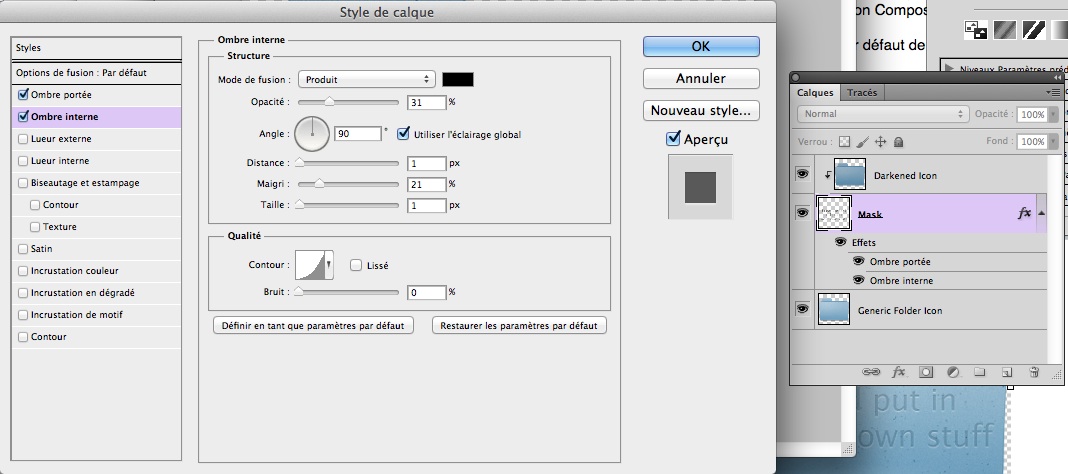 Style de calque
Styles
Options de fusion : Par défaut
Ombre portée
Ombre interne
Lueur externe
Lueur interne
Biseautage et estampage
Contour
Texture
Satin
Incrustation couleur
Incrustation en dégradé
Incrustation de motif
Contour
Ombre interne
Structure
Mode de fusion : Produit
Opacité : 31 %
Angle : 90 ° Utiliser l'éclairage global
Distance : 1 px
Maigri : 21 %
Taille : 1 px
Qualité
Contour : Lissé
Bruit : 0 %
Définir en tant que paramètres par défaut
Restaurer les paramètres par défaut
OK
Annuler
Nouveau style...
Aperçu
on Compos
r défaut de
Niveaux Paramètres préd
Calques Tracés
Normal Opacité : 100%
Verrou : Fond : 100%
Darkened Icon
Mask fx
Effets
Ombre portée
Ombre interne
Generic Folder Icon
fx.
put in
own stuff